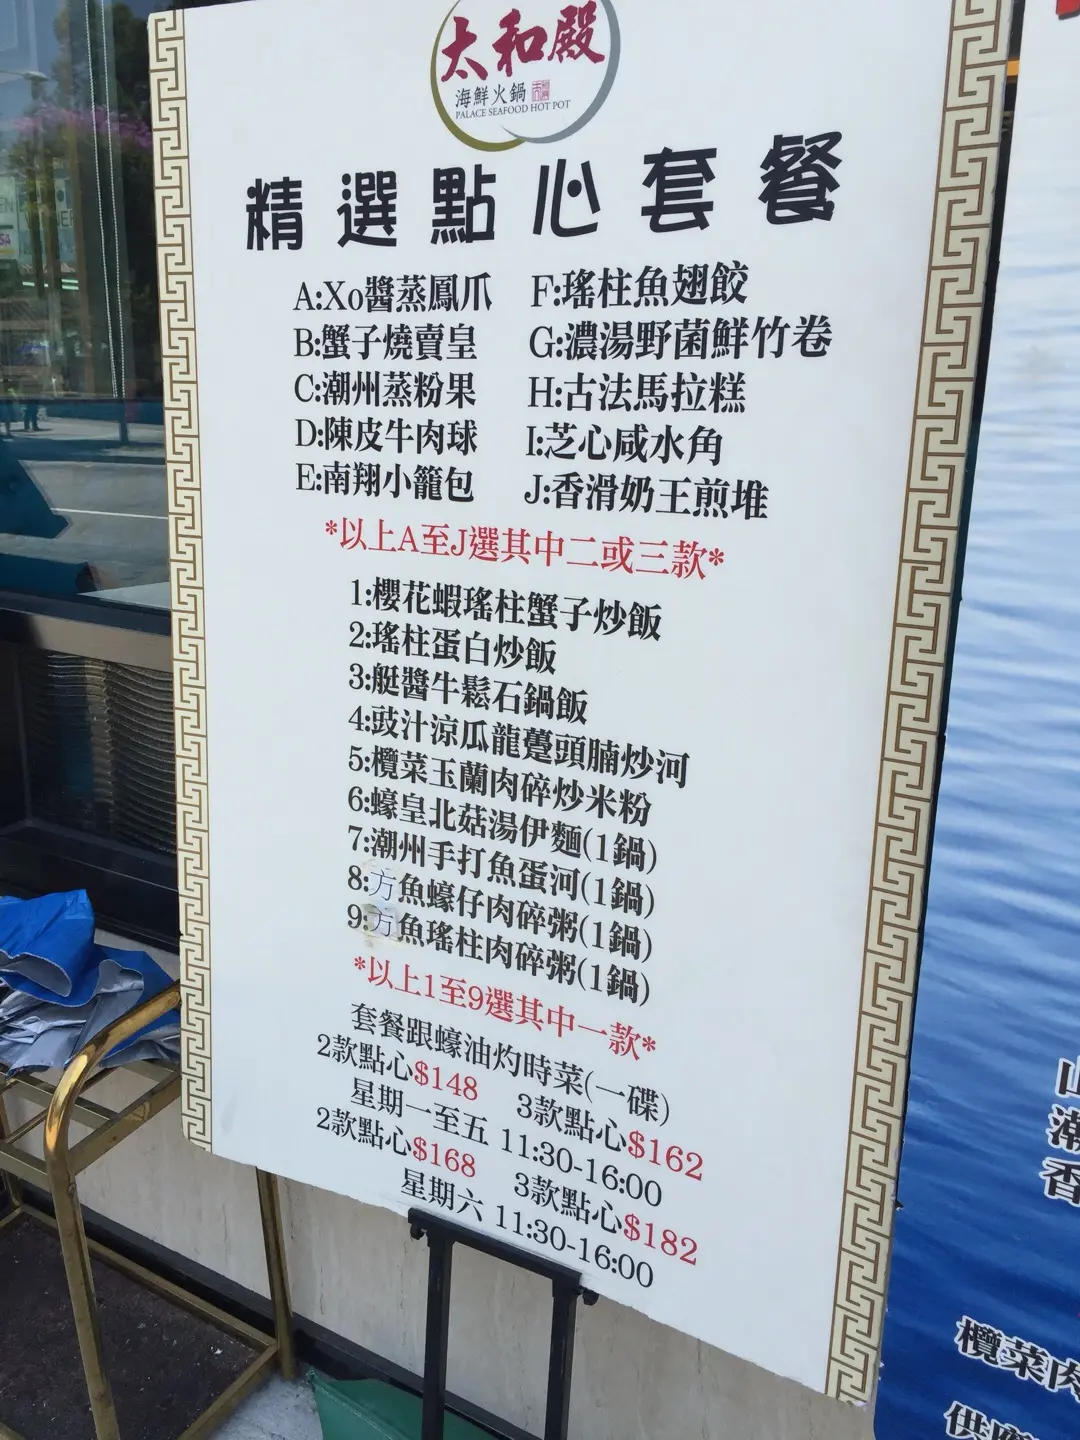 太和殿
海鮮火鍋
PALACE SEAFOOD HOT POT
精選點心套餐
A:Xo醬蒸鳳爪
B:蟹子燒賣皇
C:潮州蒸粉果
D:陳皮牛肉球
E:南翔小籠包
F:瑤柱魚翅餃
G:濃湯野菌鮮竹卷
H:古法馬拉糕
I:芝心咸水角
J:香滑奶王煎堆
*以上A至J選其中二或三款*
1:櫻花蝦瑤柱蟹子炒飯
2:瑤柱蛋白炒飯
3:艇醬牛鬆石鍋飯
4:豉汁涼瓜龍躉頭腩炒河
5:欖菜玉蘭肉碎炒米粉
6:蠔皇北菇湯伊麵(1鍋)
7:潮州手打魚蛋河(1鍋)
8:方魚蠔仔肉碎粥(1鍋)
9:方魚瑤柱肉碎粥(1鍋)
*以上1至9選其中一款*
套餐跟蠔油灼時菜(一碟)
2款點心$148 3款點心$162
星期一至五 11:30-16:00
2款點心$168 3款點心$182
星期六 11:30-16:00
山
潮
香
欖菜肉
供應